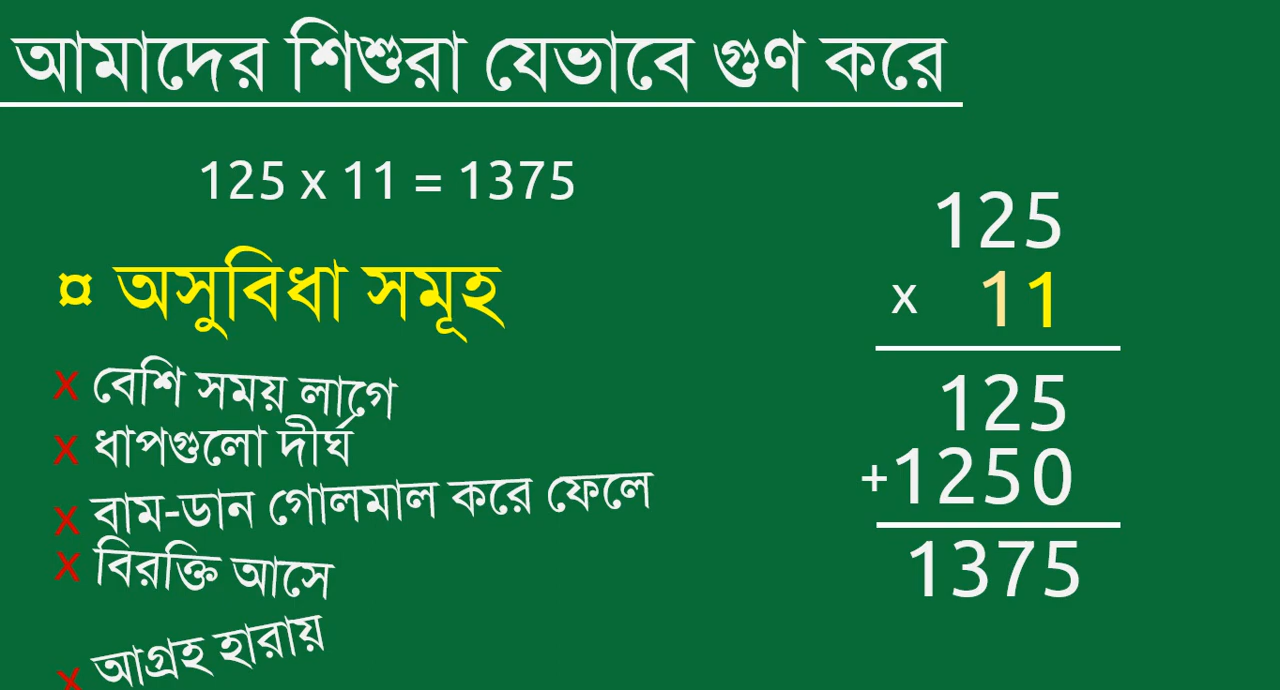 আমাদের শিশুরা যেভাবে গুণ করে
125 x 11 = 1375
¤ অসুবিধা সমূহ
x বেশি সময় লাগে
x ধাপগুলো দীর্ঘ
x বাম-ডান গোলমাল করে ফেলে
x বিরক্তি আসে
x আগ্রহ হারায়
125
x 11
125
+1250
1375